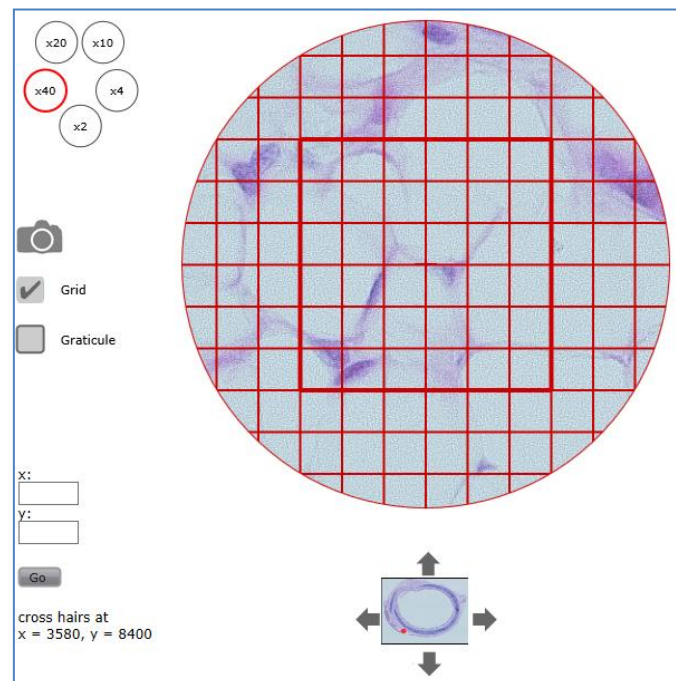 x20
x10
x40
x4
x2
Grid
Graticule
x:
y:
Go
cross hairs at
x = 3580, y = 8400